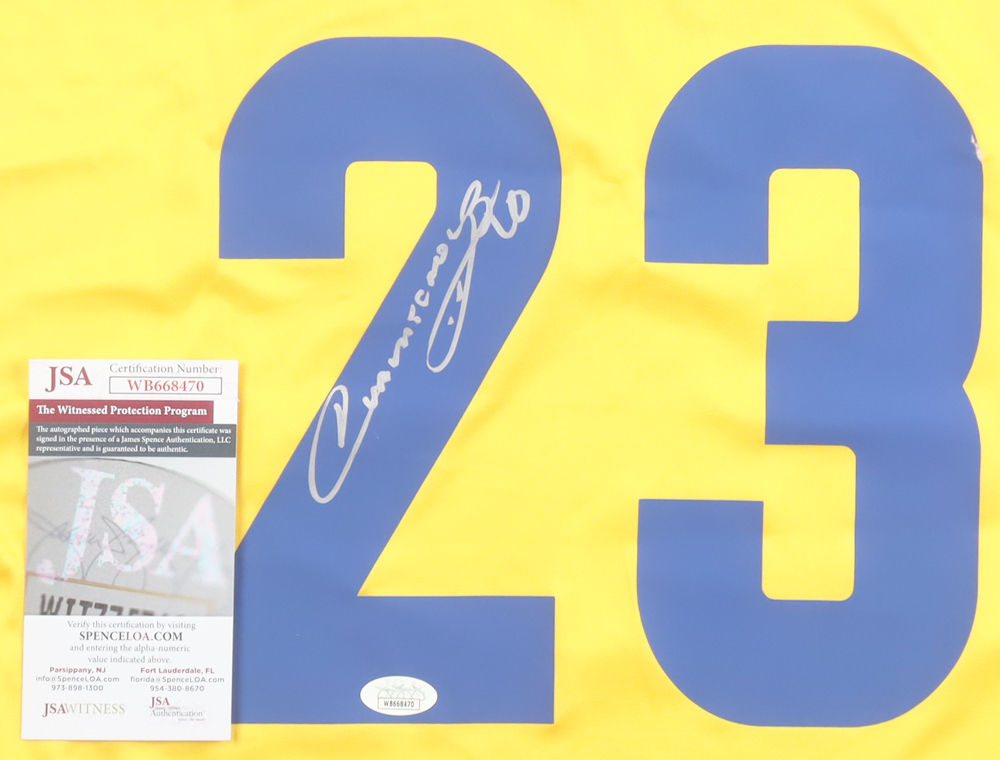 23
JSA Certification Number:
WB668470
The Witnessed Protection Program
The autographed piece which accompanies this certificate was
signed in the presence of a James Spence Authentication, LLC
representative and is guaranteed to be authentic.
JSA
Verify this certification by visiting
SPENCELOA.COM
and entering the alpha-numeric
value indicated above.
Parsippany, NJ Fort Lauderdale, FL
info@SpenceLOA.com florida@SpenceLOA.com
973-898-1300 954-380-8670
JSAWITNESS JSA
Authentication
WB668470